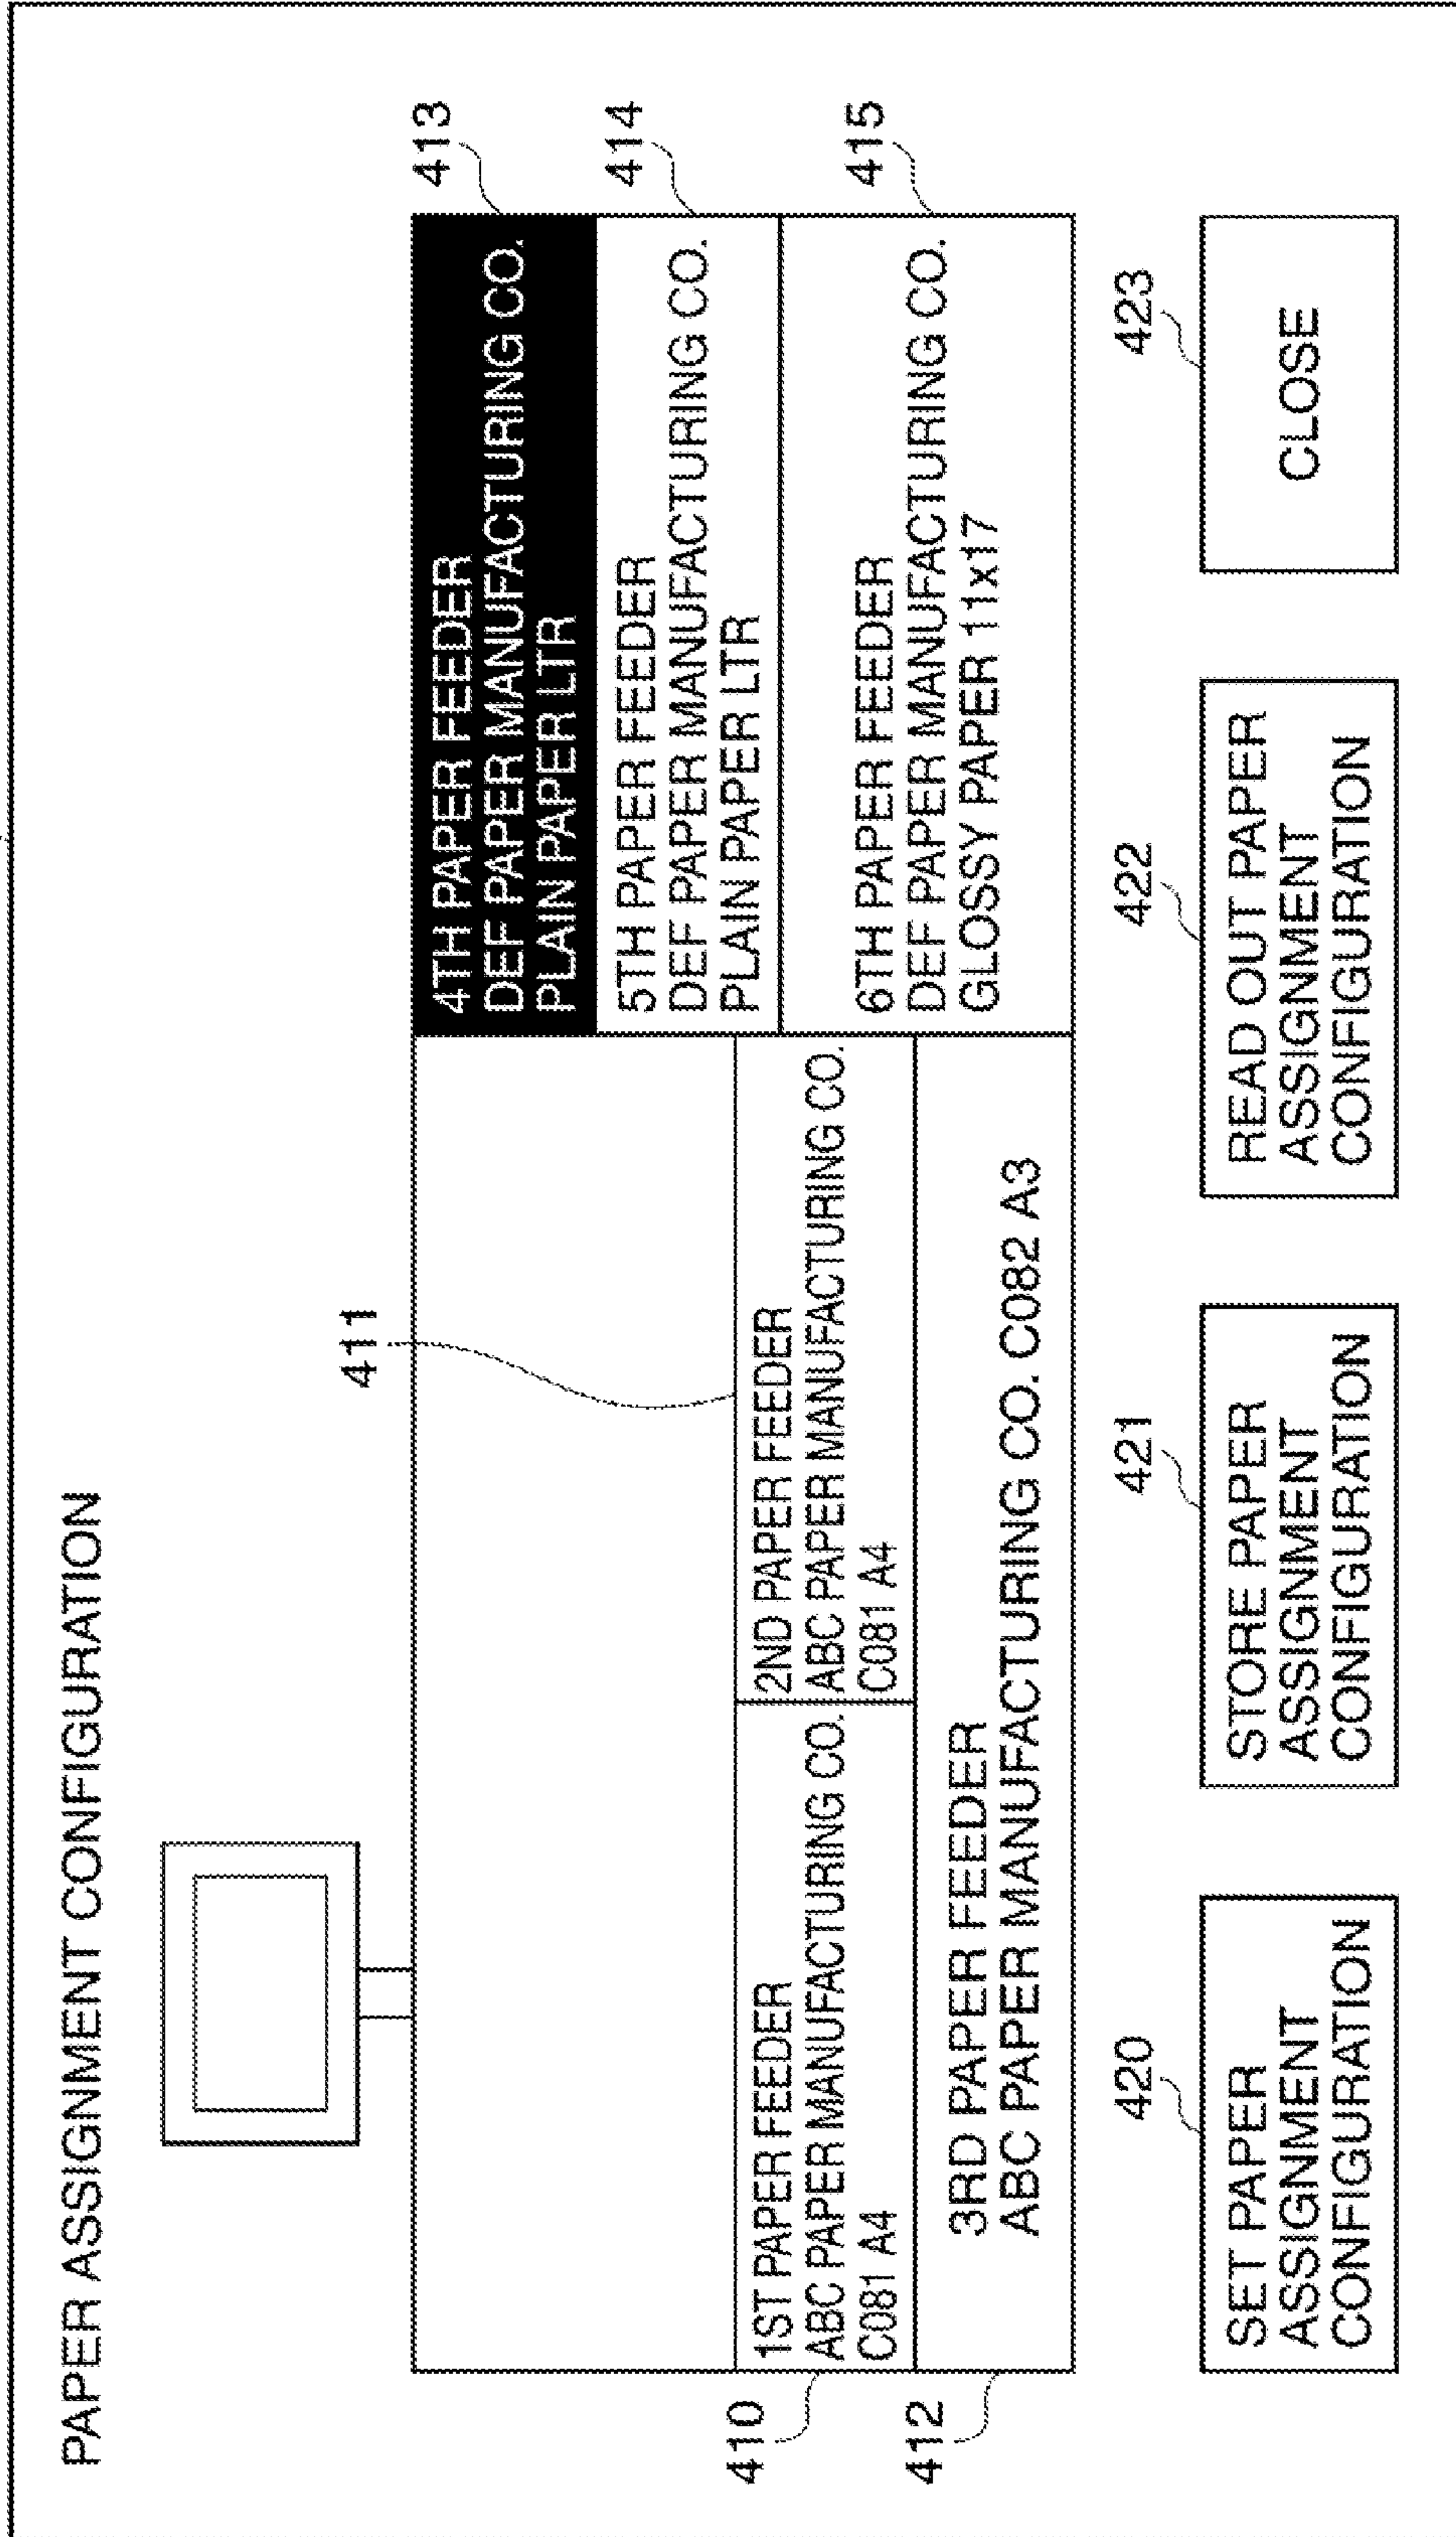 PAPER ASSIGNMENT CONFIGURATION
411
413
4TH PAPER FEEDER
DEF PAPER MANUFACTURING CO.
PLAIN PAPER LTR
414
5TH PAPER FEEDER
DEF PAPER MANUFACTURING CO.
PLAIN PAPER LTR
415
6TH PAPER FEEDER
DEF PAPER MANUFACTURING CO.
GLOSSY PAPER 11x17
410
1ST PAPER FEEDER
ABC PAPER MANUFACTURING CO.
C081 A4
2ND PAPER FEEDER
ABC PAPER MANUFACTURING CO.
C081 A4
412
3RD PAPER FEEDER
ABC PAPER MANUFACTURING CO. C082 A3
420
SET PAPER
ASSIGNMENT
CONFIGURATION
421
STORE PAPER
ASSIGNMENT
CONFIGURATION
422
READ OUT PAPER
ASSIGNMENT
CONFIGURATION
423
CLOSE